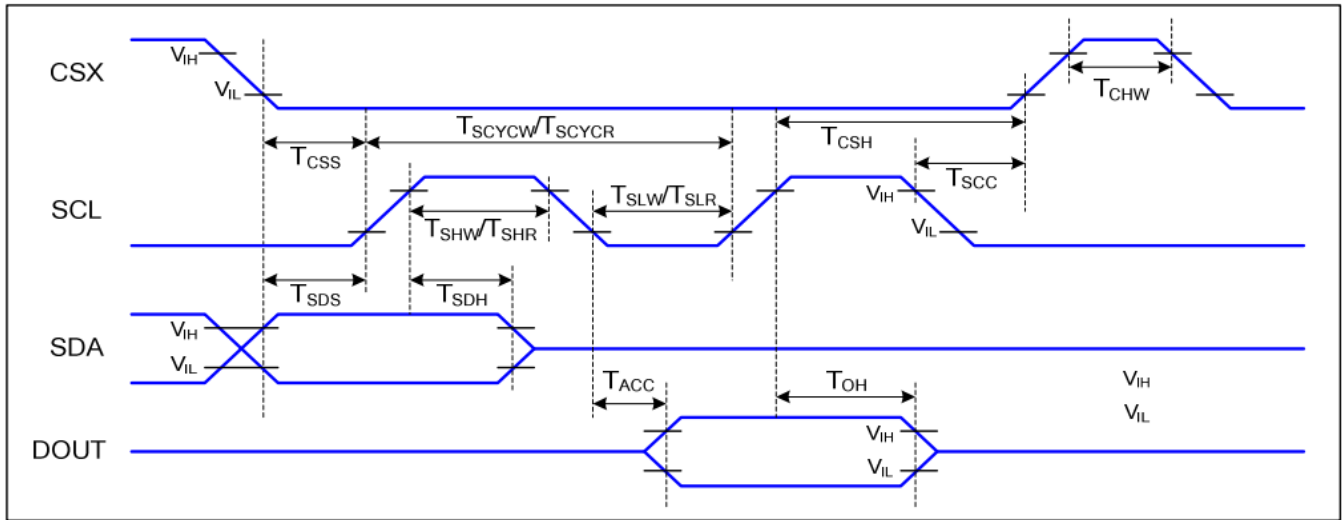 CSX
VIH
VIL
TCHW
TSCYCW/TSCYCR
TCSH
TCSS
TSCC
SCL
TSLW/TSLR
VIH
TSHW/TSHR
VIL
TSDS
TSDH
SDA
VIH
VIL
TACC
TOH
VIH
VIL
DOUT
VIH
VIL